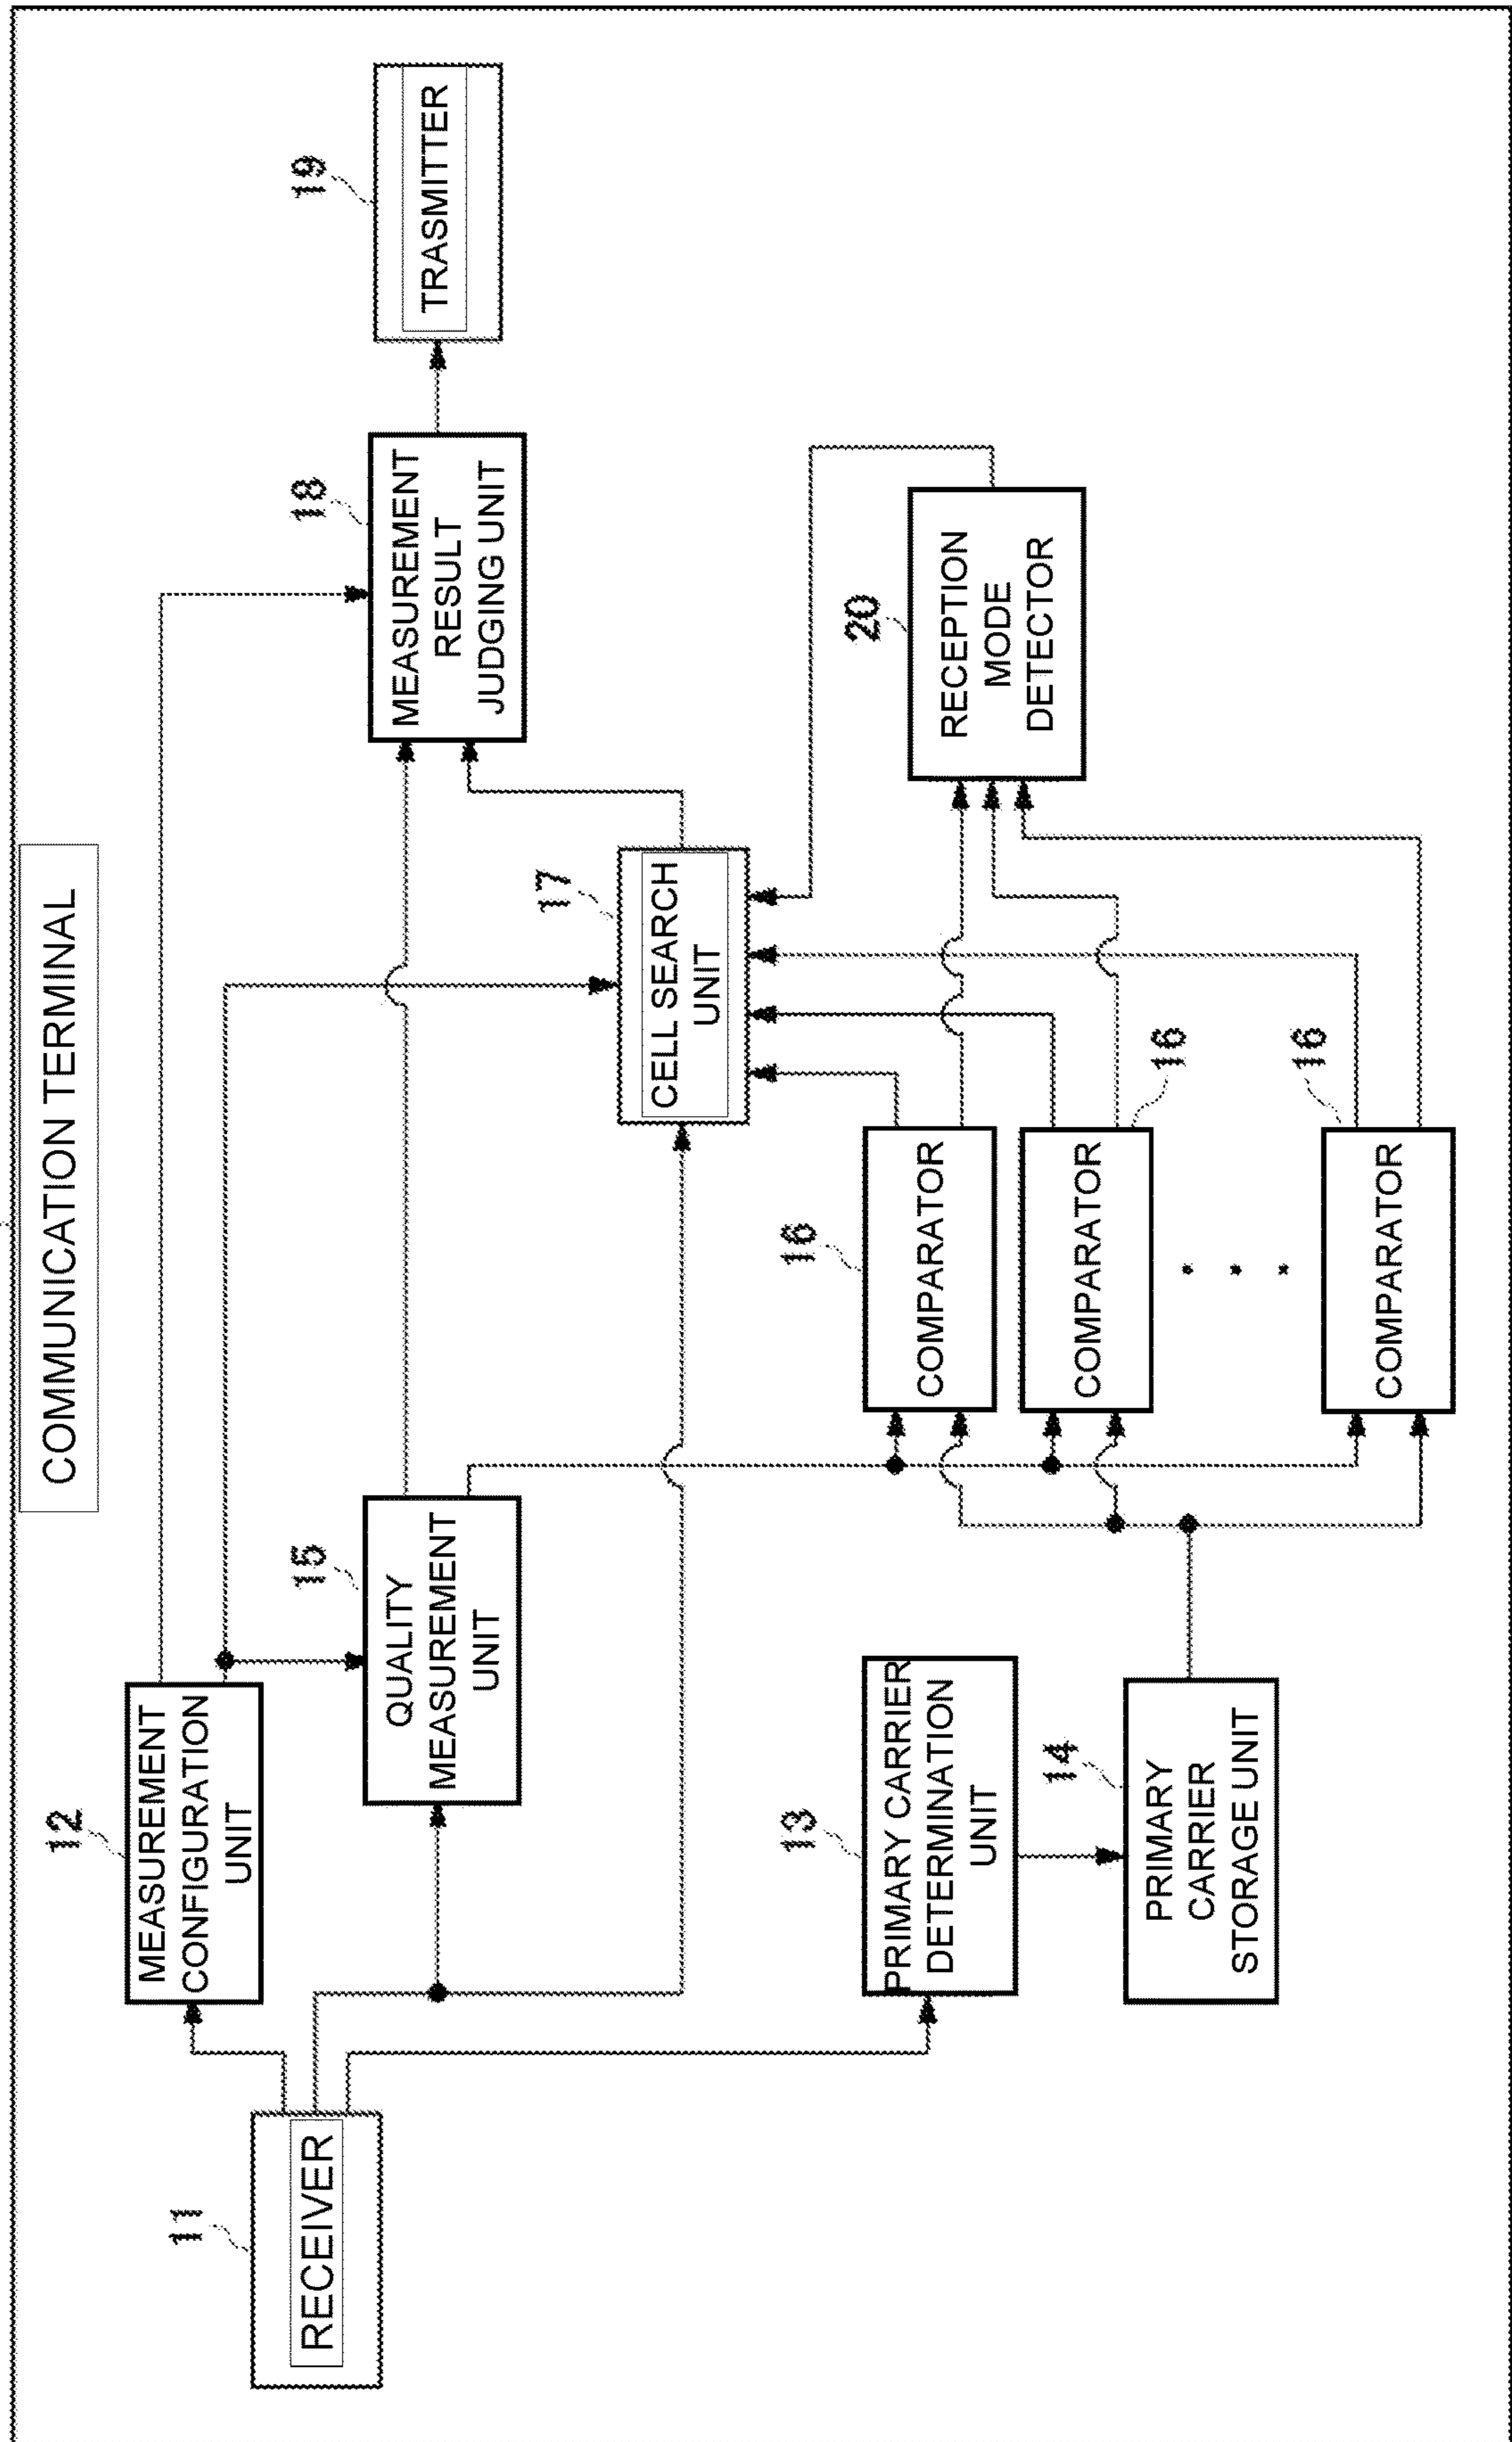 COMMUNICATION TERMINAL
11
RECEIVER
12
MEASUREMENT
CONFIGURATION
UNIT
15
QUALITY
MEASUREMENT
UNIT
18
MEASUREMENT
RESULT
JUDGING UNIT
19
TRASMITTER
17
CELL SEARCH
UNIT
13
PRIMARY CARRIER
DETERMINATION
UNIT
14
PRIMARY
CARRIER
STORAGE UNIT
16
COMPARATOR
16
COMPARATOR
16
COMPARATOR
20
RECEPTION
MODE
DETECTOR